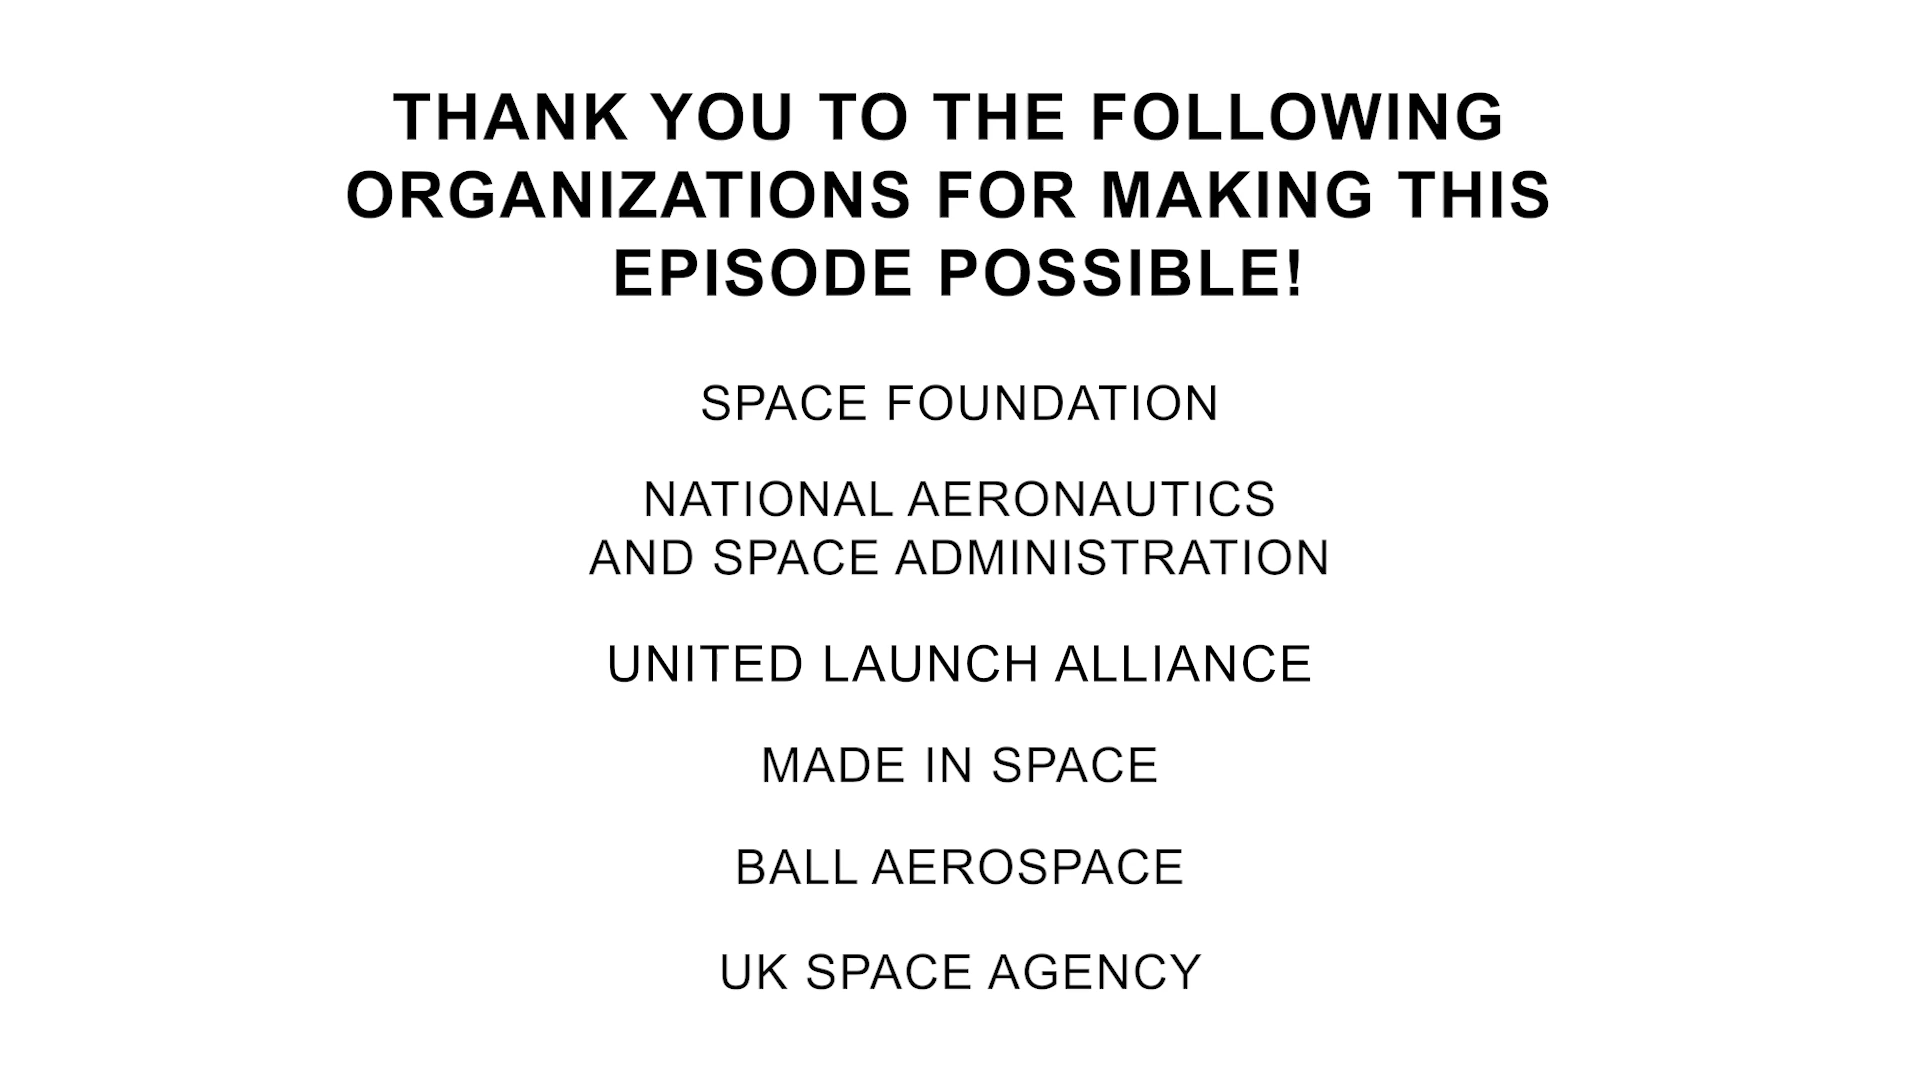 THANK YOU TO THE FOLLOWING
ORGANIZATIONS FOR MAKING THIS
EPISODE POSSIBLE!
SPACE FOUNDATION
NATIONAL AERONAUTICS
AND SPACE ADMINISTRATION
UNITED LAUNCH ALLIANCE
MADE IN SPACE
BALL AEROSPACE
UK SPACE AGENCY